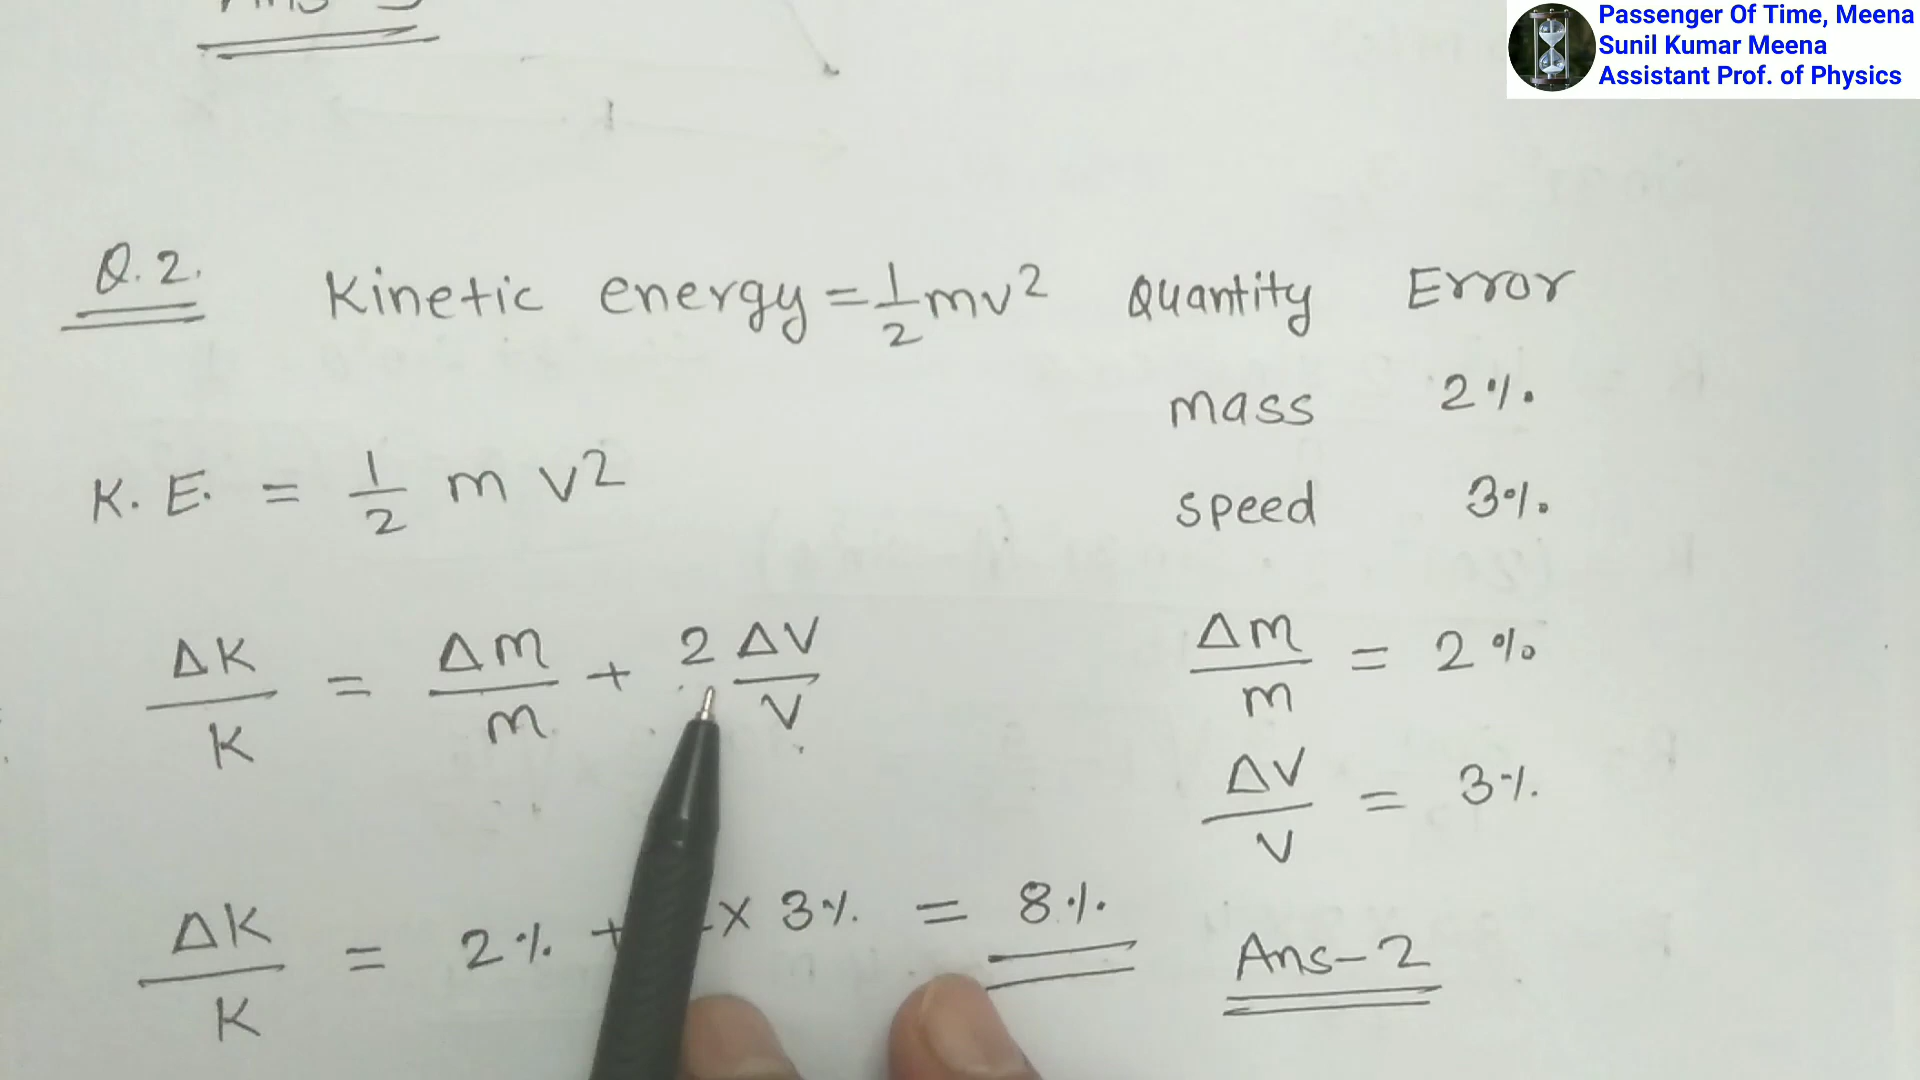 Passenger Of Time, Meena
Sunil Kumar Meena
Assistant Prof. of Physics
Q.2. Kinetic energy = 1/2 mv² Quantity Error
mass 2%
K.E. = 1/2 m v²
speed 3%
ΔK/K = Δm/m + 2 ΔV/V
Δm/m = 2%
ΔV/V = 3%
ΔK/K = 2% + x 3% = 8%
Ans-2